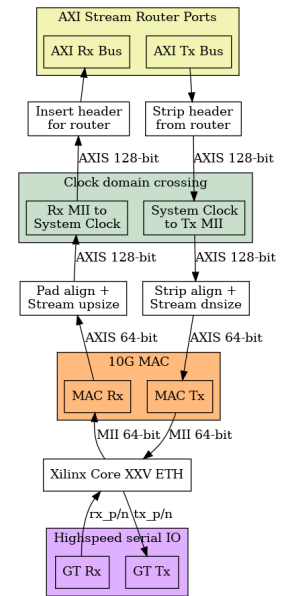 AXI Stream Router Ports
AXI Rx Bus
AXI Tx Bus
Insert header
for router
Strip header
from router
AXIS 128-bit
AXIS 128-bit
Clock domain crossing
Rx MII to
System Clock
System Clock
to Tx MII
AXIS 128-bit
AXIS 128-bit
Pad align +
Stream upsize
Strip align +
Stream dnsize
AXIS 64-bit
AXIS 64-bit
10G MAC
MAC Rx
MAC Tx
MII 64-bit
MII 64-bit
Xilinx Core XXV ETH
rx_p/n
tx_p/n
Highspeed serial IO
GT Rx
GT Tx